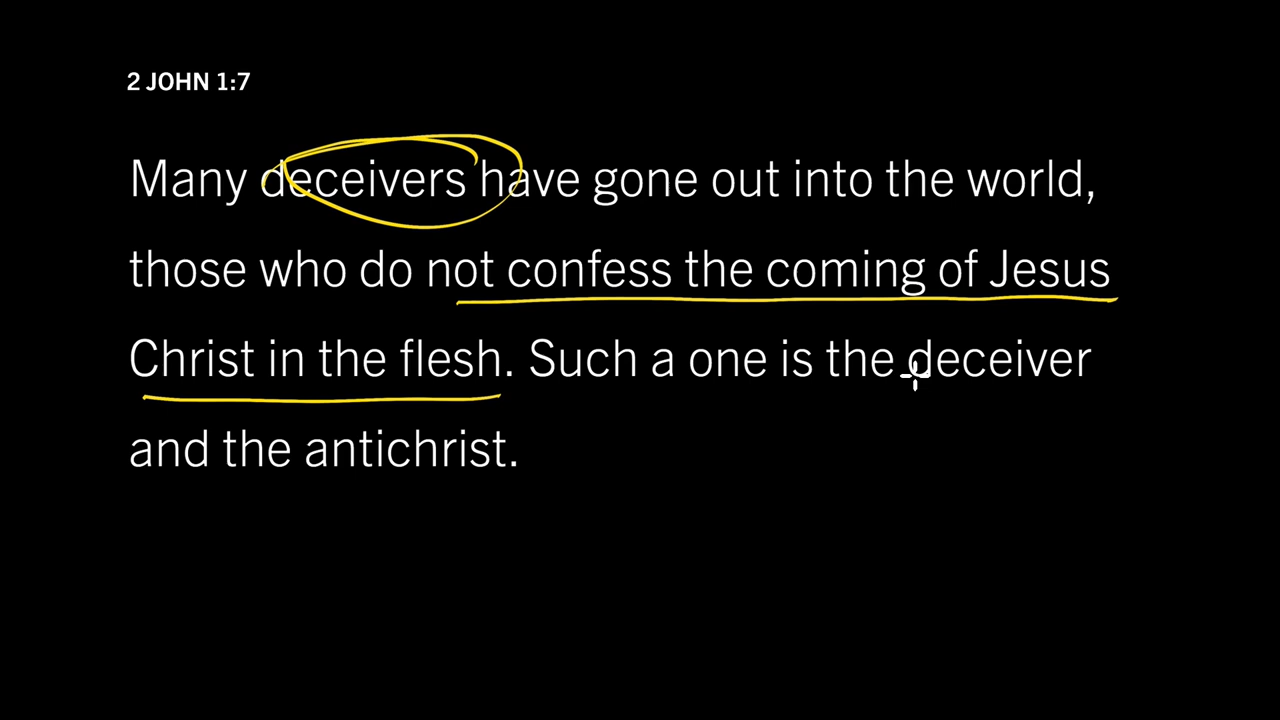 2 JOHN 1:7
Many deceivers have gone out into the world,
those who do not confess the coming of Jesus
Christ in the flesh. Such a one is the deceiver
and the antichrist.